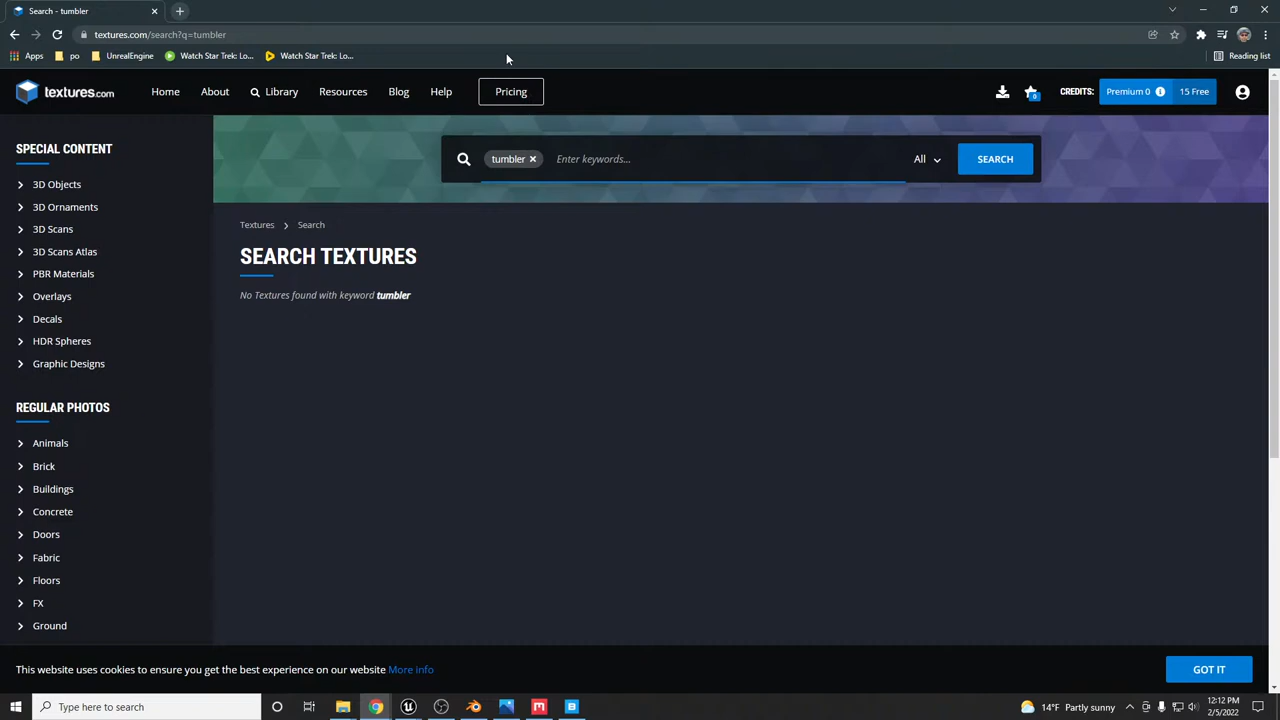 Search - tumbler
textures.com/search?q=tumbler
Apps po UnrealEngine Watch Star Trek: Lo... Watch Star Trek: Lo... Reading list
textures.com Home About Library Resources Blog Help Pricing 0 CREDITS: Premium 0 15 Free
SPECIAL CONTENT
3D Objects
3D Ornaments
3D Scans
3D Scans Atlas
PBR Materials
Overlays
Decals
HDR Spheres
Graphic Designs
REGULAR PHOTOS
Animals
Brick
Buildings
Concrete
Doors
Fabric
Floors
FX
Ground
tumbler Enter keywords... All SEARCH
Textures Search
SEARCH TEXTURES
No Textures found with keyword tumbler
This website uses cookies to ensure you get the best experience on our website More info GOT IT
Type here to search 14°F Partly sunny 12:12 PM
2/5/2022